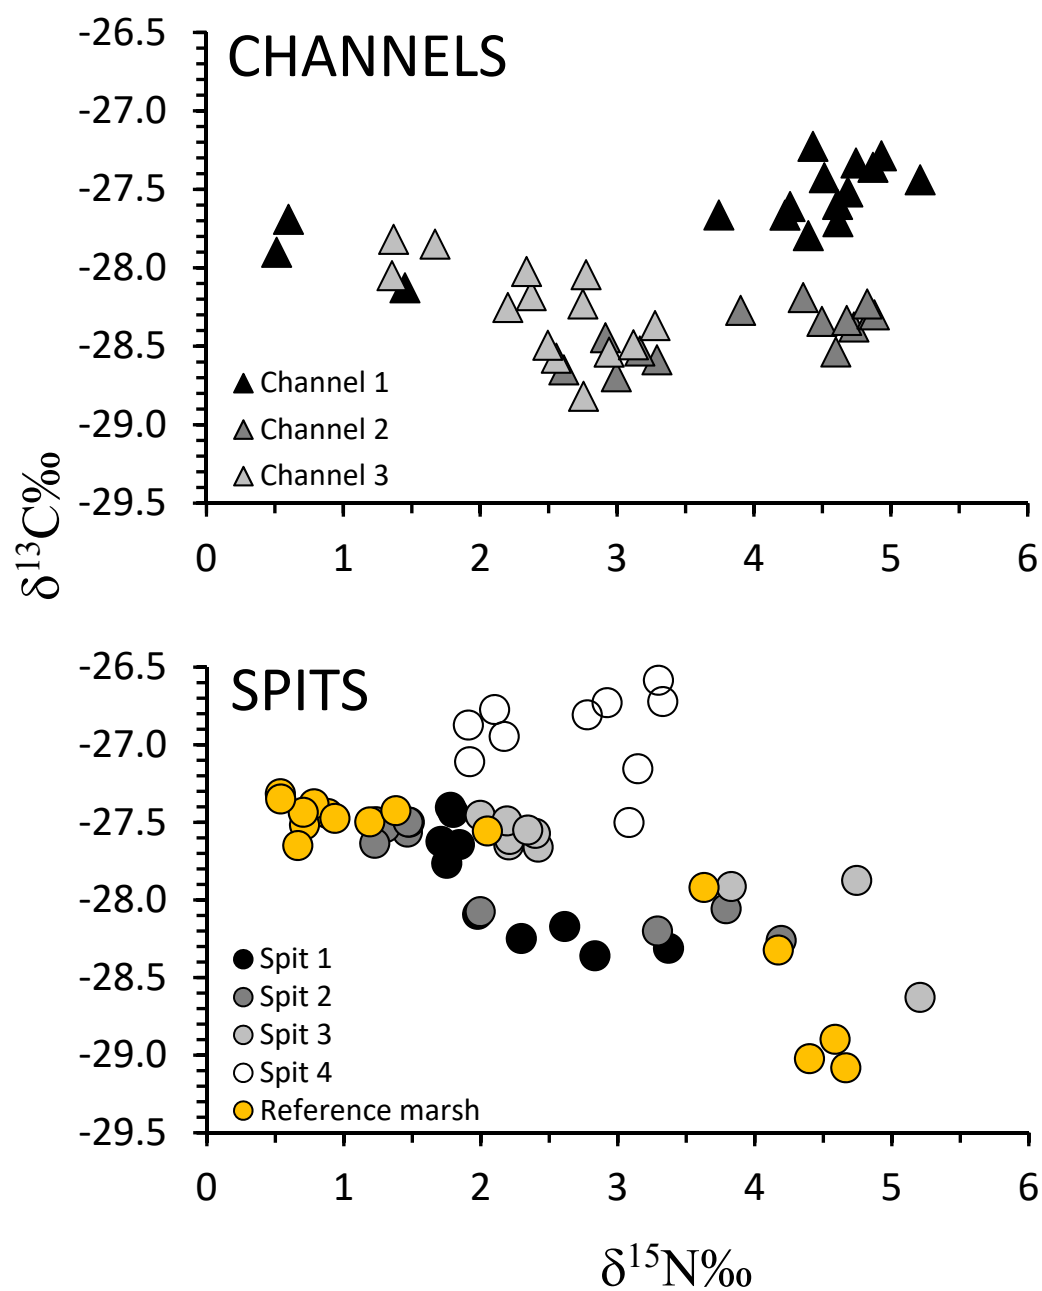 CHANNELS
-26.5
-27.0
-27.5
-28.0
-28.5
-29.0
-29.5
Channel 1
Channel 2
Channel 3
0 1 2 3 4 5 6
δ¹³C‰
SPITS
-26.5
-27.0
-27.5
-28.0
-28.5
-29.0
-29.5
Spit 1
Spit 2
Spit 3
Spit 4
Reference marsh
0 1 2 3 4 5 6
δ¹⁵N‰